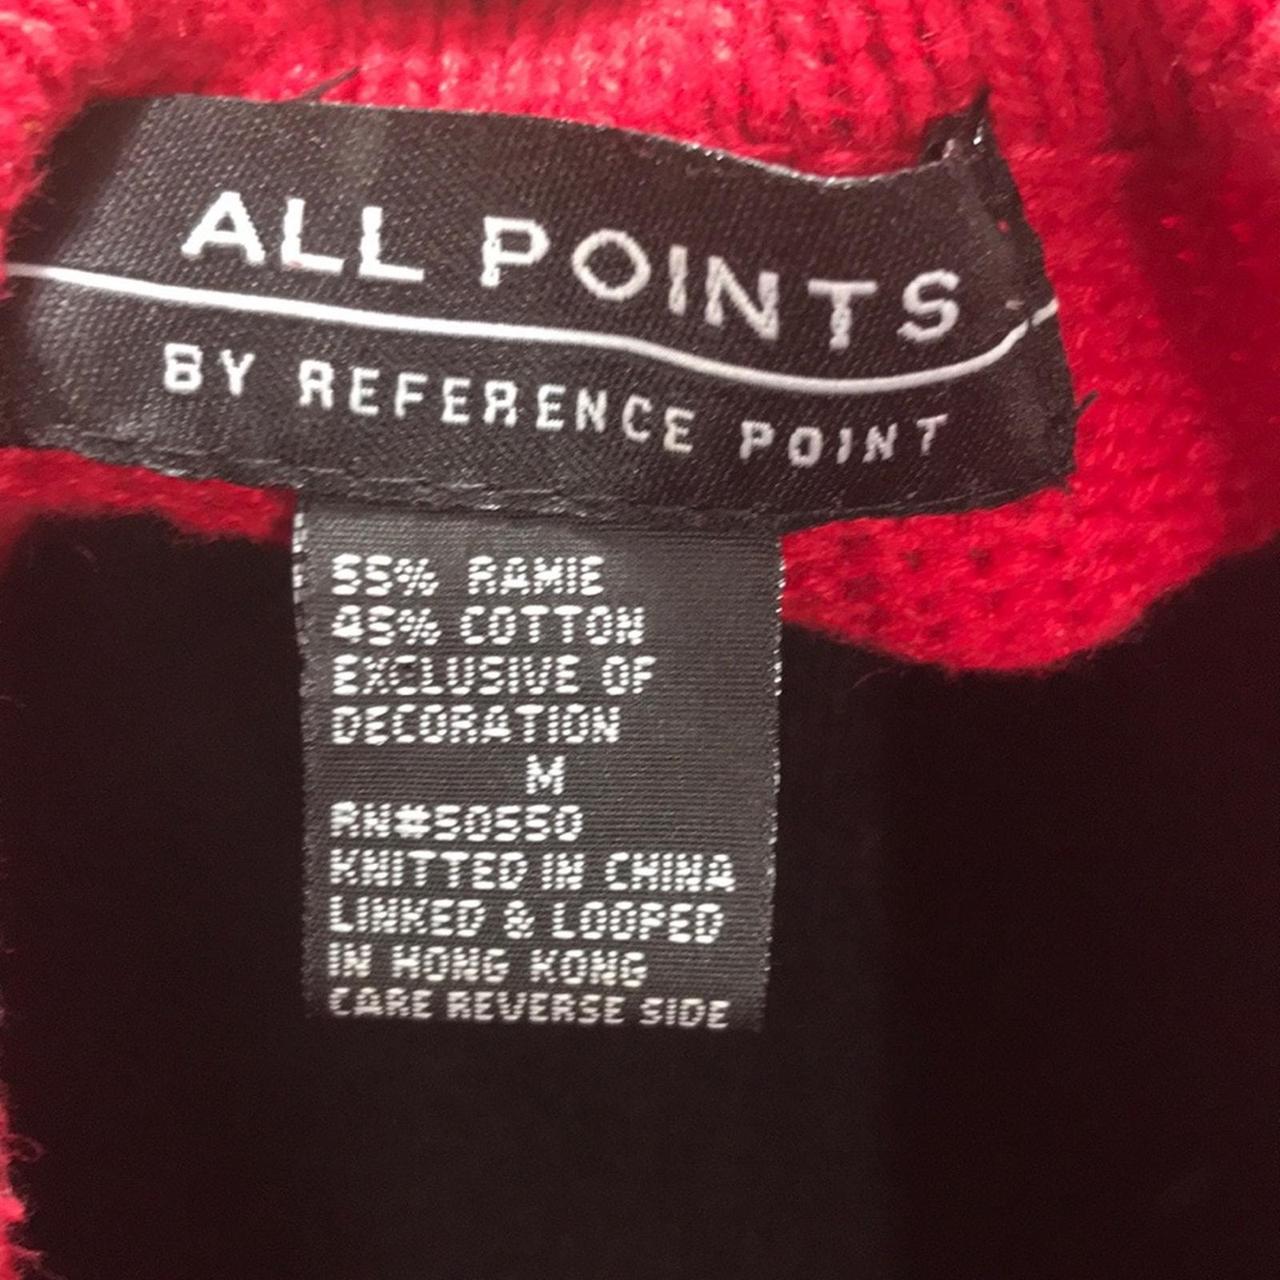 ALL POINTS
BY REFERENCE POINT
55% RAMIE
45% COTTON
EXCLUSIVE OF
DECORATION
M
RN#50550
KNITTED IN CHINA
LINKED & LOOPED
IN HONG KONG
CARE REVERSE SIDE